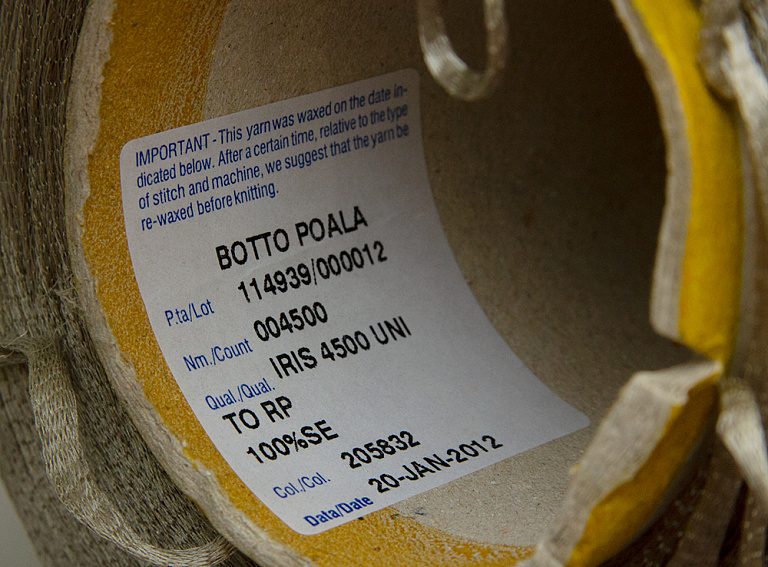 IMPORTANT - This yarn was waxed on the date in-
dicated below. After a certain time, relative to the type
of stitch and machine, we suggest that the yarn be
re-waxed before knitting.
BOTTO POALA
P.ta/Lot 114939/000012
Nm./Count 004500
Qual./Qual. IRIS 4500 UNI
TO RP
100%SE
Col./Col. 205832
Data/Date 20-JAN-2012